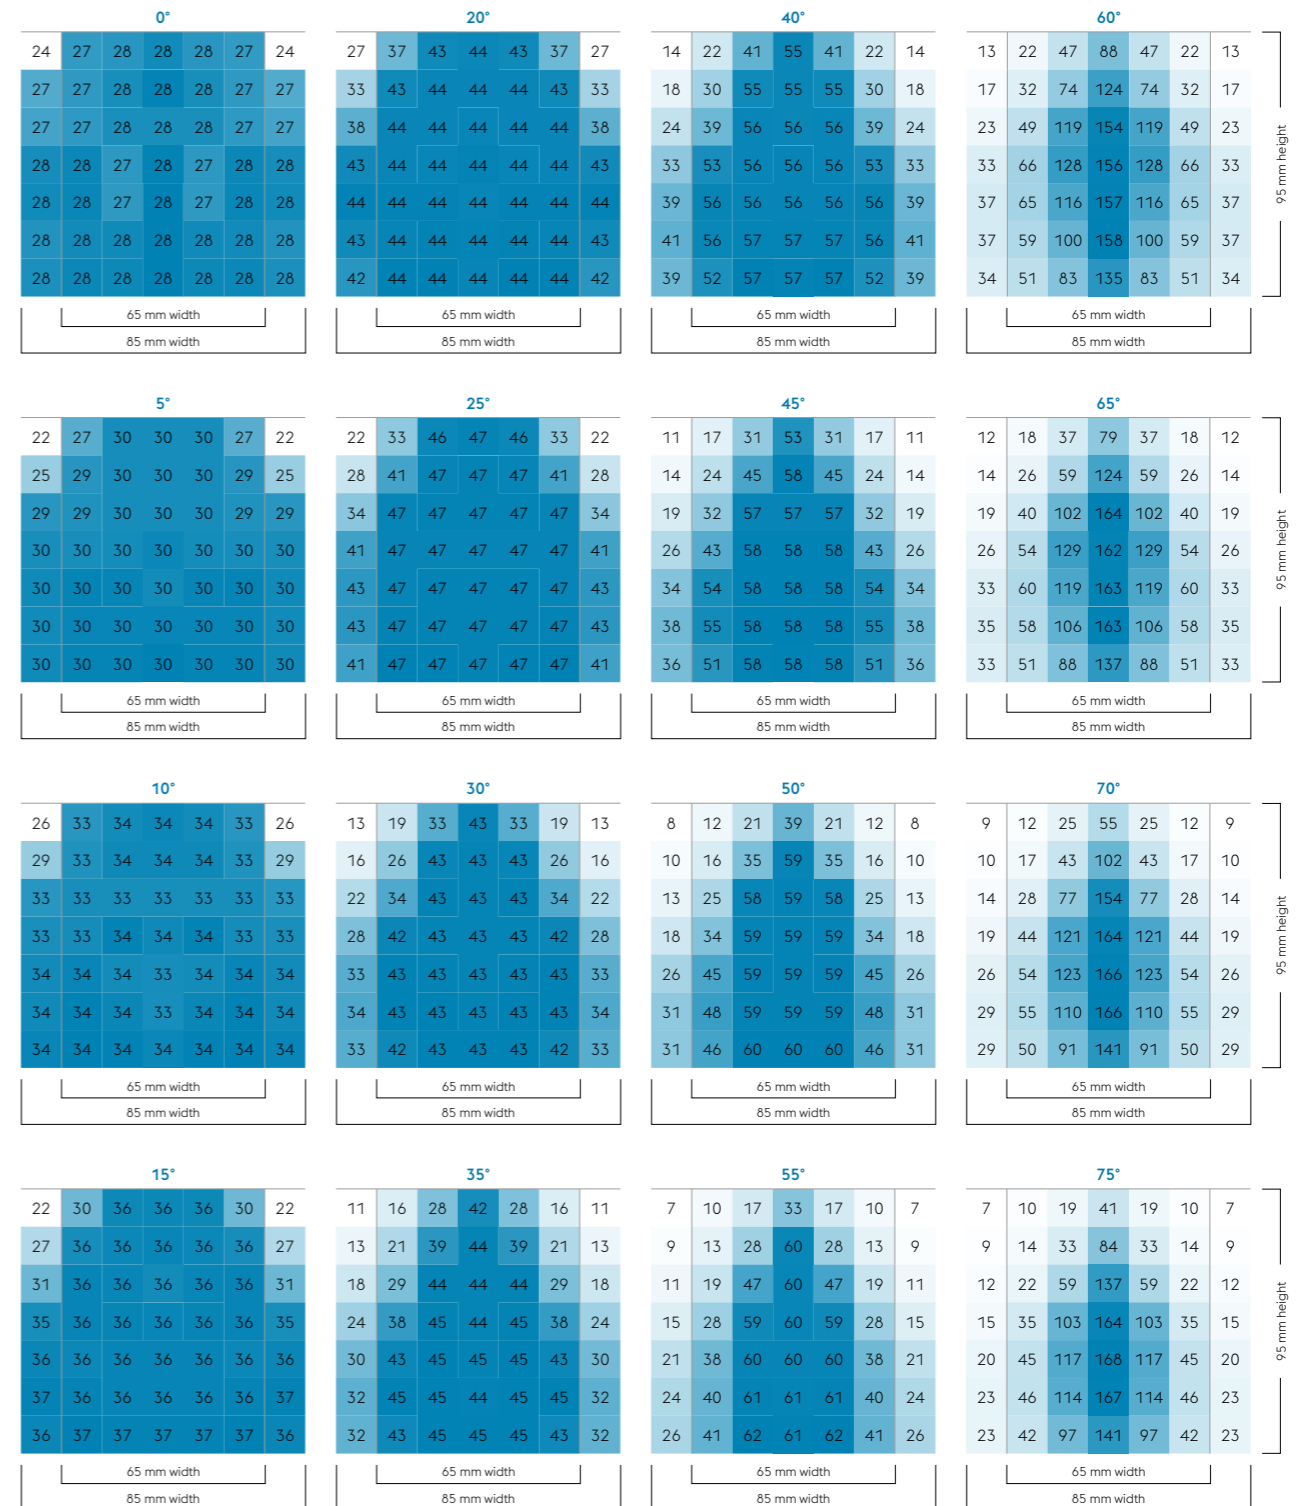 0° 20° 40° 60°
24 27 28 28 28 27 24 27 37 43 44 43 37 27 14 22 41 55 41 22 14 13 22 47 88 47 22 13
27 27 28 28 28 27 27 33 43 44 44 44 43 33 18 30 55 55 55 30 18 17 32 74 124 74 32 17
27 27 28 28 28 27 27 38 44 44 44 44 44 38 24 39 56 56 56 39 24 23 49 119 154 119 49 23
28 28 27 28 27 28 28 43 44 44 44 44 44 43 33 53 56 56 56 53 33 33 66 128 156 128 66 33
28 28 27 28 27 28 28 44 44 44 44 44 44 44 39 56 56 56 56 56 39 37 65 116 157 116 65 37
28 28 28 28 28 28 28 43 44 44 44 44 44 43 41 56 57 57 57 56 41 37 59 100 158 100 59 37
28 28 28 28 28 28 28 42 44 44 44 44 44 42 39 52 57 57 57 52 39 34 51 83 135 83 51 34
95 mm height
65 mm width 65 mm width 65 mm width 65 mm width
85 mm width 85 mm width 85 mm width 85 mm width
5° 25° 45° 65°
22 27 30 30 30 27 22 22 33 46 47 46 33 22 11 17 31 53 31 17 11 12 18 37 79 37 18 12
25 29 30 30 30 29 25 28 41 47 47 47 41 28 14 24 45 58 45 24 14 14 26 59 124 59 26 14
29 29 30 30 30 29 29 34 47 47 47 47 47 34 19 32 57 57 57 32 19 19 40 102 164 102 40 19
30 30 30 30 30 30 30 41 47 47 47 47 47 41 26 43 58 58 58 43 26 26 54 129 162 129 54 26
30 30 30 30 30 30 30 43 47 47 47 47 47 43 34 54 58 58 58 54 34 33 60 119 163 119 60 33
30 30 30 30 30 30 30 43 47 47 47 47 47 43 38 55 58 58 58 55 38 35 58 106 163 106 58 35
30 30 30 30 30 30 30 41 47 47 47 47 47 41 36 51 58 58 58 51 36 33 51 88 137 88 51 33
95 mm height
65 mm width 65 mm width 65 mm width 65 mm width
85 mm width 85 mm width 85 mm width 85 mm width
10° 30° 50° 70°
26 33 34 34 34 33 26 13 19 33 43 33 19 13 8 12 21 39 21 12 8 9 12 25 55 25 12 9
29 33 34 34 34 33 29 16 26 43 43 43 26 16 10 16 35 59 35 16 10 10 17 43 102 43 17 10
33 33 33 33 33 33 33 22 34 43 43 43 34 22 13 25 58 59 58 25 13 14 28 77 154 77 28 14
33 33 34 34 34 33 33 28 42 43 43 43 42 28 18 34 59 59 59 34 18 19 44 121 164 121 44 19
34 34 34 33 34 34 34 33 43 43 43 43 43 33 26 45 59 59 59 45 26 26 54 123 166 123 54 26
34 34 34 33 34 34 34 34 43 43 43 43 43 34 31 48 59 59 59 48 31 29 55 110 166 110 55 29
34 34 34 34 34 34 34 33 42 43 43 43 42 33 31 46 60 60 60 46 31 29 50 91 141 91 50 29
95 mm height
65 mm width 65 mm width 65 mm width 65 mm width
85 mm width 85 mm width 85 mm width 85 mm width
15° 35° 55° 75°
22 30 36 36 36 30 22 11 16 28 42 28 16 11 7 10 17 33 17 10 7 7 10 19 41 19 10 7
27 36 36 36 36 36 27 13 21 39 44 39 21 13 9 13 28 60 28 13 9 9 14 33 84 33 14 9
31 36 36 36 36 36 31 18 29 44 44 44 29 18 11 19 47 60 47 19 11 12 22 59 137 59 22 12
35 36 36 36 36 36 35 24 38 45 44 45 38 24 15 28 59 60 59 28 15 15 35 103 164 103 35 15
36 36 36 36 36 36 36 30 43 45 45 45 43 30 21 38 60 60 60 38 21 20 45 117 168 117 45 20
37 36 36 36 36 36 37 32 45 45 44 45 45 32 24 40 61 61 61 40 24 23 46 114 167 114 46 23
36 37 37 37 37 37 36 32 43 45 45 45 43 32 26 41 62 61 62 41 26 23 42 97 141 97 42 23
95 mm height
65 mm width 65 mm width 65 mm width 65 mm width
85 mm width 85 mm width 85 mm width 85 mm width